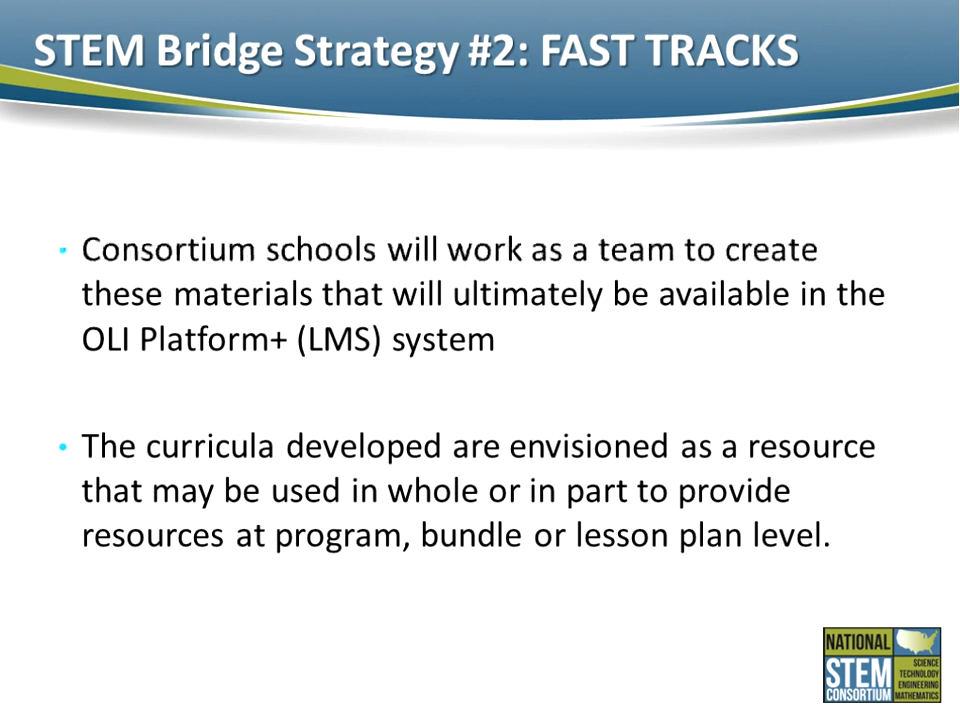 STEM Bridge Strategy #2: FAST TRACKS
Consortium schools will work as a team to create
these materials that will ultimately be available in the
OLI Platform+ (LMS) system
The curricula developed are envisioned as a resource
that may be used in whole or in part to provide
resources at program, bundle or lesson plan level.
NATIONAL
STEM
CONSORTIUM
SCIENCE
TECHNOLOGY
ENGINEERING
MATHEMATICS